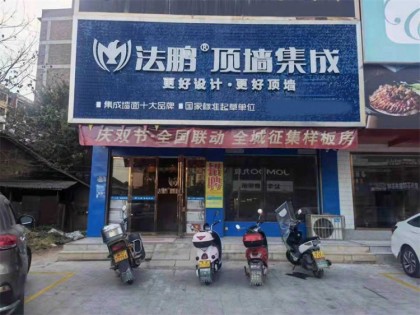 法鹏® 顶墙集成
更好设计·更好顶墙
集成墙面十大品牌 国家标准起草单位
庆双节 全国联动 全城征集样板房
招聘